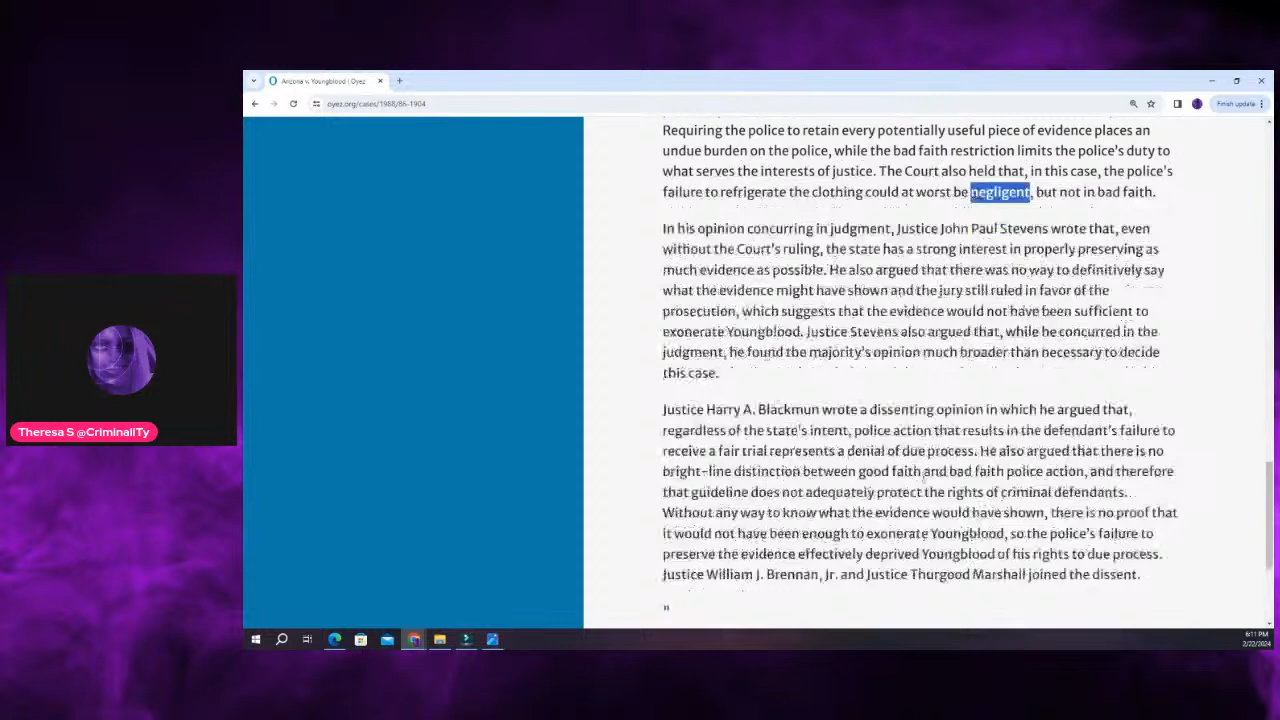 Arizona v. Youngblood | Oyez
oyez.org/cases/1988/86-1904
Finish update
Requiring the police to retain every potentially useful piece of evidence places an
undue burden on the police, while the bad faith restriction limits the police's duty to
what serves the interests of justice. The Court also held that, in this case, the police's
failure to refrigerate the clothing could at worst be negligent, but not in bad faith.
In his opinion concurring in judgment, Justice John Paul Stevens wrote that, even
without the Court's ruling, the state has a strong interest in properly preserving as
much evidence as possible. He also argued that there was no way to definitively say
what the evidence might have shown and the jury still ruled in favor of the
prosecution, which suggests that the evidence would not have been sufficient to
exonerate Youngblood. Justice Stevens also argued that, while he concurred in the
judgment, he found the majority's opinion much broader than necessary to decide
this case.
Justice Harry A. Blackmun wrote a dissenting opinion in which he argued that,
regardless of the state's intent, police action that results in the defendant's failure to
receive a fair trial represents a denial of due process. He also argued that there is no
bright-line distinction between good faith and bad faith police action, and therefore
that guideline does not adequately protect the rights of criminal defendants.
Without any way to know what the evidence would have shown, there is no proof that
it would not have been enough to exonerate Youngblood, so the police's failure to
preserve the evidence effectively deprived Youngblood of his rights to due process.
Justice William J. Brennan, Jr. and Justice Thurgood Marshall joined the dissent.
"
Theresa S @CriminaliTy
6:11 PM
2/22/2024